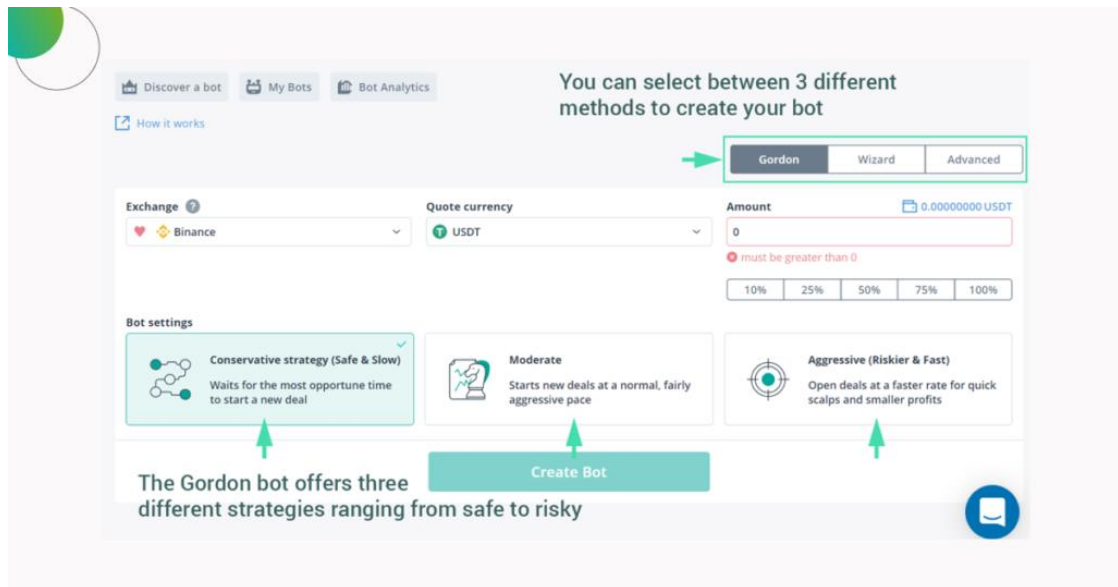 Discover a bot
My Bots
Bot Analytics
You can select between 3 different
methods to create your bot
How it works
Gordon
Wizard
Advanced
Exchange ?
Quote currency
Amount
0.00000000 USDT
Binance
USDT
0
must be greater than 0
10%
25%
50%
75%
100%
Bot settings
Conservative strategy (Safe & Slow)
Waits for the most opportune time
to start a new deal
Moderate
Starts new deals at a normal, fairly
aggressive pace
Aggressive (Riskier & Fast)
Open deals at a faster rate for quick
scalps and smaller profits
Create Bot
The Gordon bot offers three
different strategies ranging from safe to risky